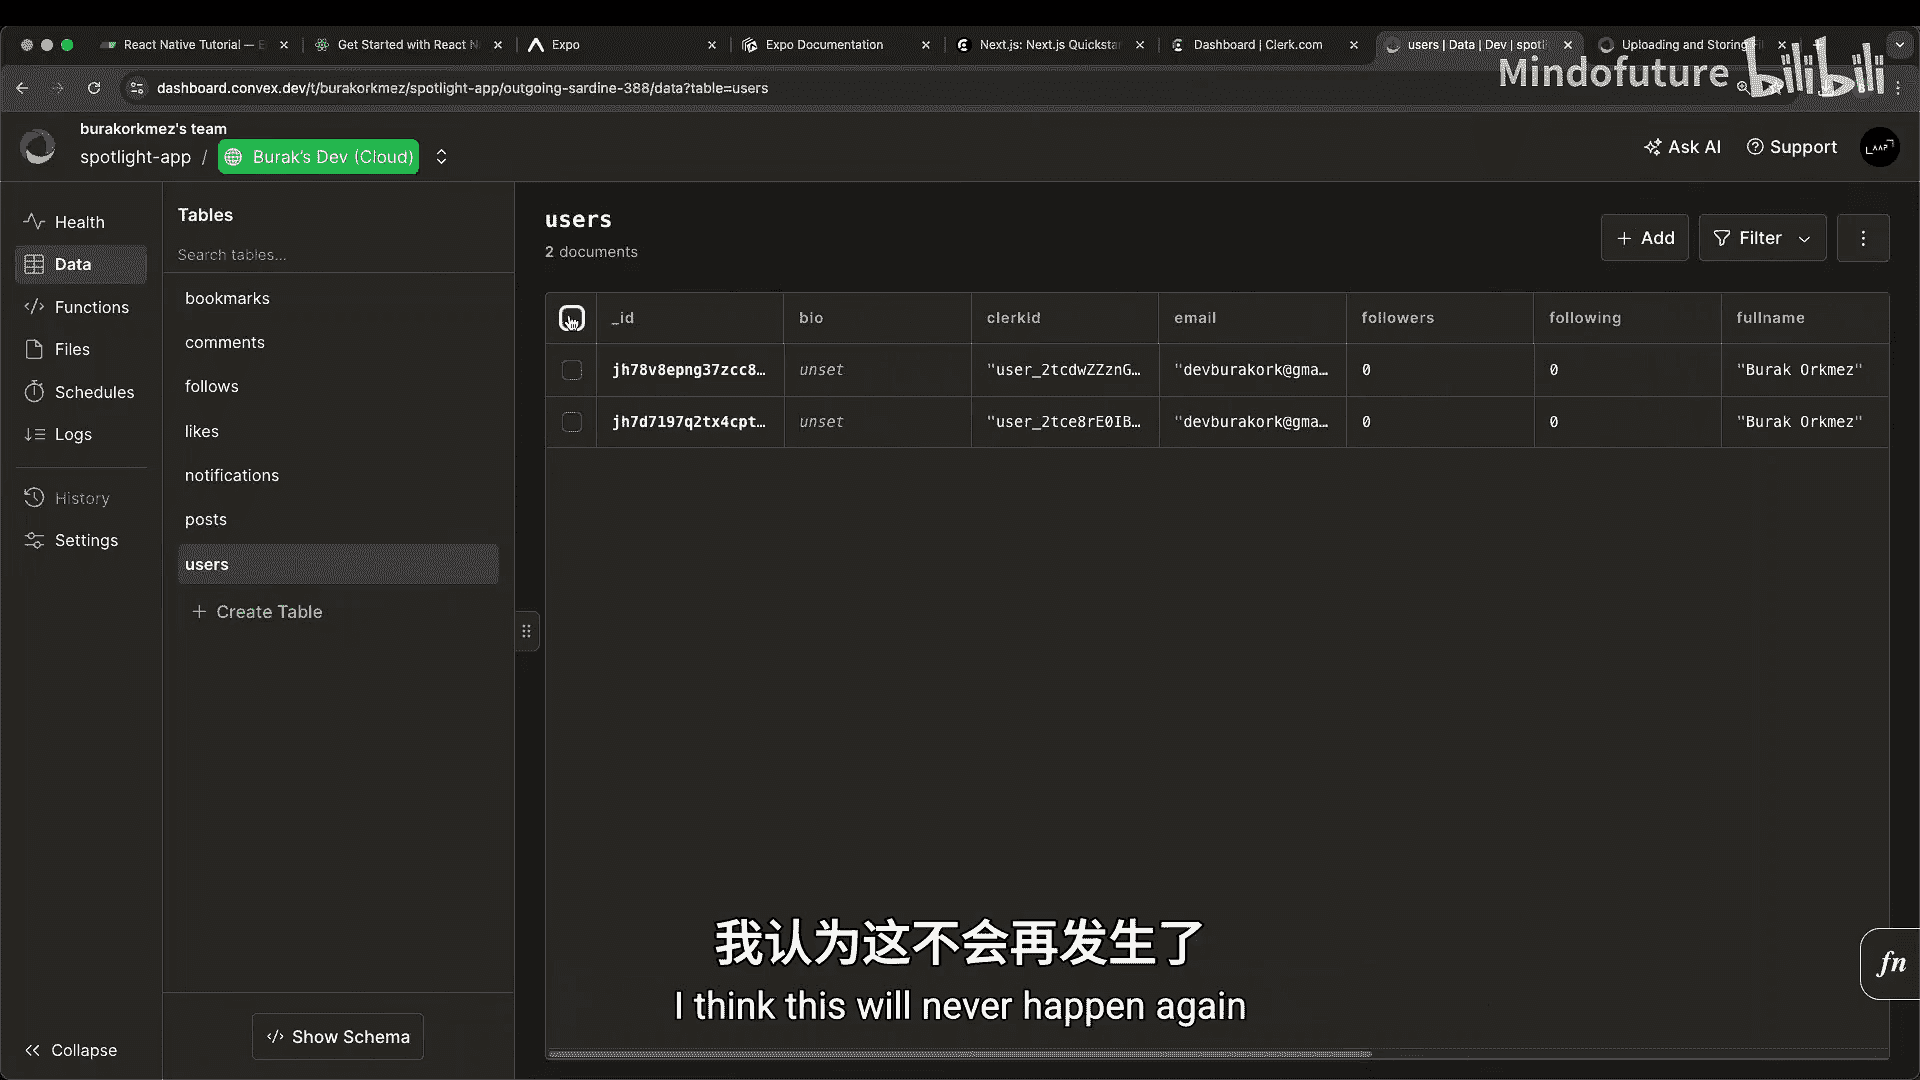 React Native Tutorial —
Get Started with React N
Expo
Expo Documentation
Next.js: Next.js Quicksta
Dashboard | Clerk.com
users | Data | Dev | spotl
Uploading and Storing
Mindofuture
bilibili
dashboard.convex.dev/t/burakorkmez/spotlight-app/outgoing-sardine-388/data?table=users
burakorkmez's team
spotlight-app / Burak's Dev (Cloud)
Ask AI
Support
Health
Data
Functions
Files
Schedules
Logs
History
Settings
Collapse
Tables
Search tables...
bookmarks
comments
follows
likes
notifications
posts
users
+ Create Table
</> Show Schema
users
2 documents
+ Add
Filter
_id bio clerkId email followers following fullname
jh78v8epng37zcc8… unset "user_2tcdwZZznG… "devburakork@gma… 0 0 "Burak Orkmez"
jh7d7197q2tx4cpt… unset "user_2tce8rE0IB… "devburakork@gma… 0 0 "Burak Orkmez"
fn
我认为这不会再发生了
I think this will never happen again